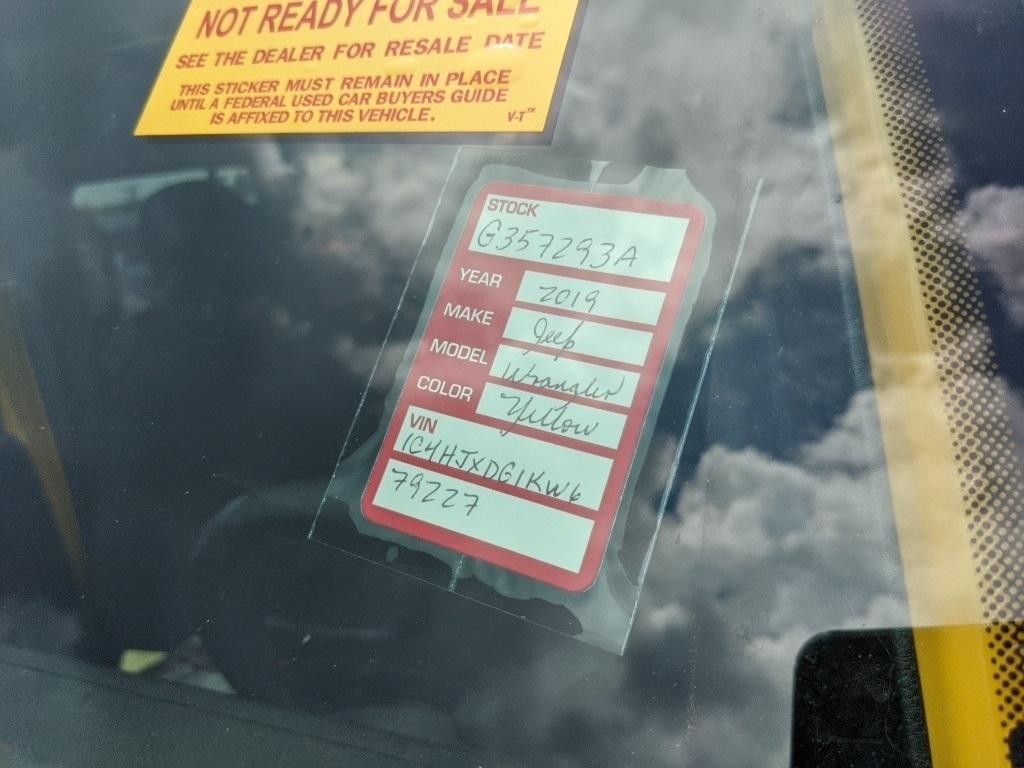 NOT READY FOR SALE
SEE THE DEALER FOR RESALE DATE
THIS STICKER MUST REMAIN IN PLACE
UNTIL A FEDERAL USED CAR BUYERS GUIDE
IS AFFIXED TO THIS VEHICLE. V-T™
STOCK
G357293A
YEAR 2019
MAKE Jeep
MODEL Wrangler
COLOR Yellow
VIN
1C4HJXDG1KW6
79227